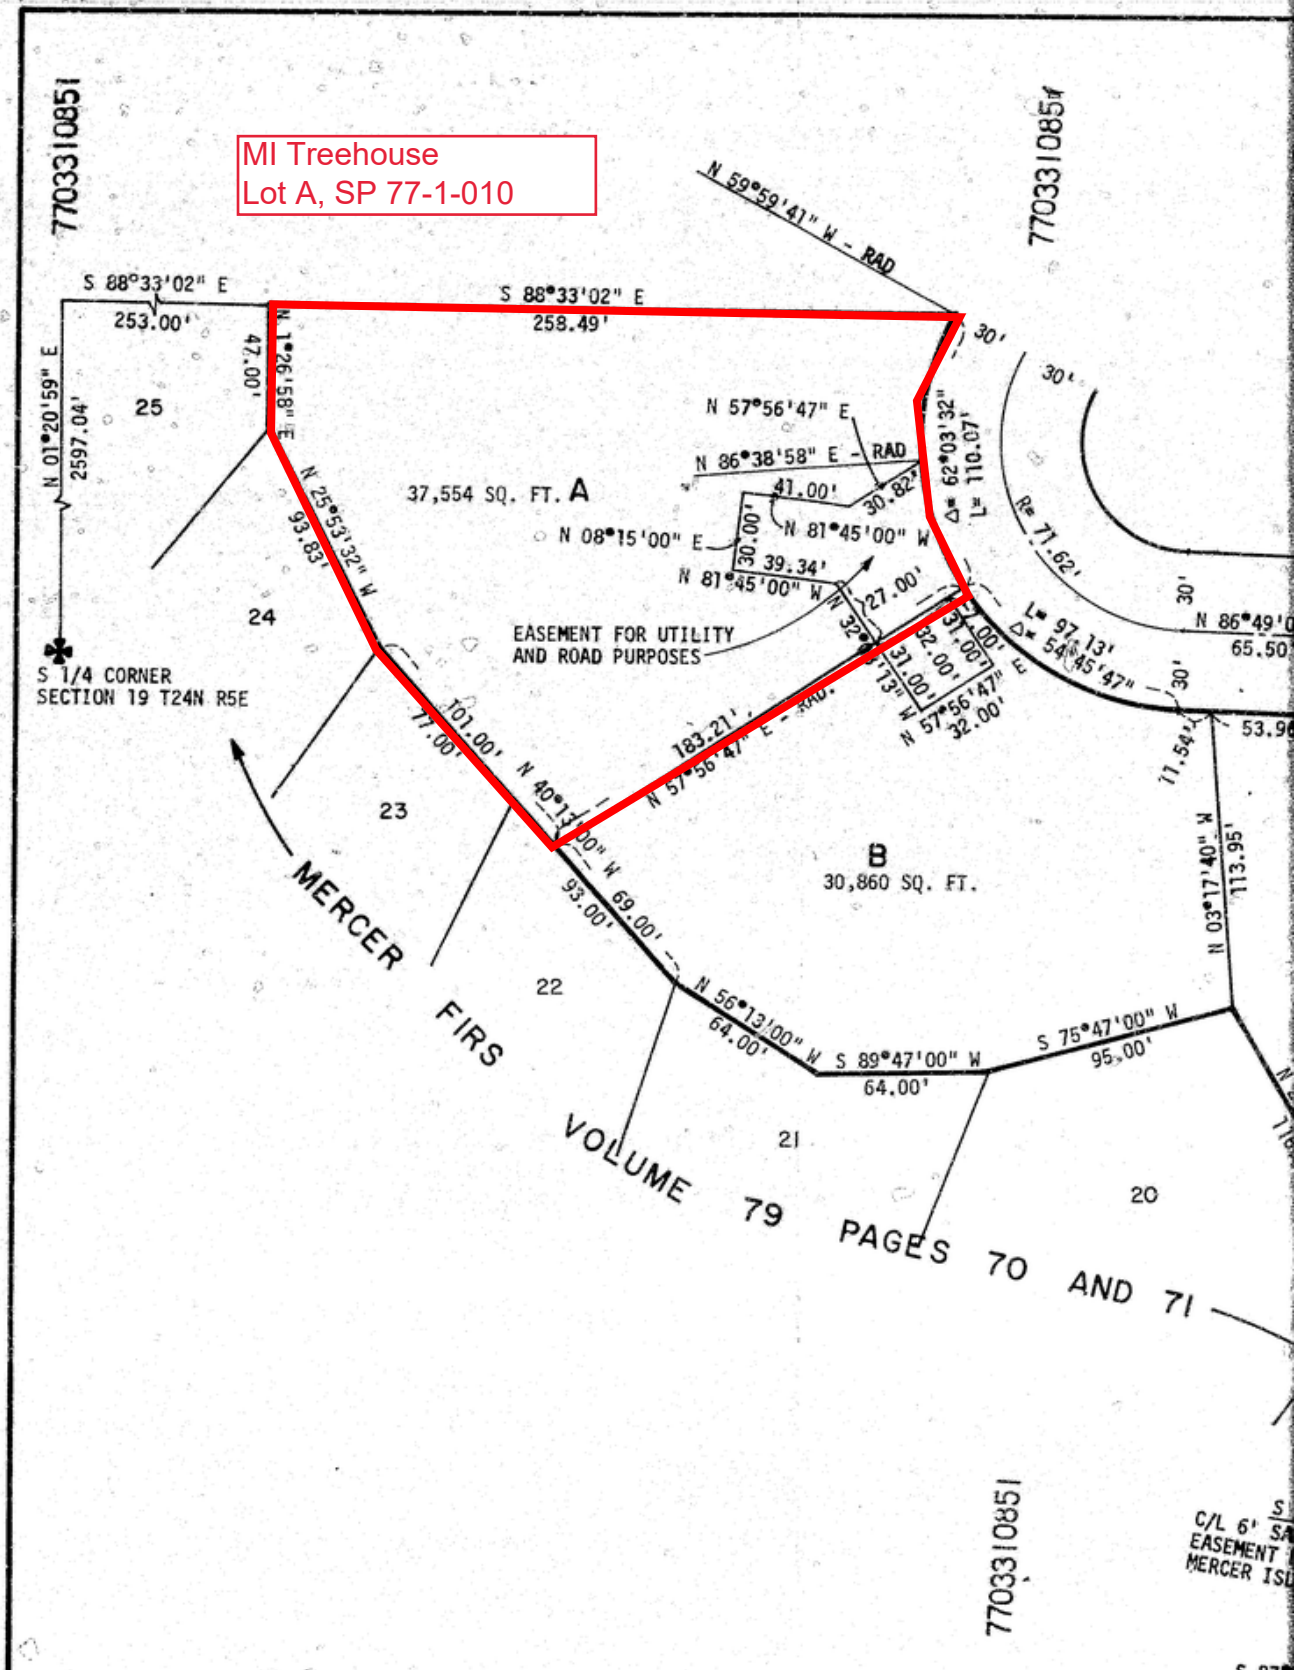 7703310851
7703310851
MI Treehouse
Lot A, SP 77-1-010
N 59°59'41" W - RAD
S 88°33'02" E
253.00'
S 88°33'02" E
258.49'
N 1°26'58" E
47.00'
N 01°20'59" E
2597.04'
25
30'
30'
N 57°56'47" E
N 86°38'58" E - RAD
Δ= 62°03'32"
L= 110.07'
37,554 SQ. FT. A
41.00'
30.82'
N 81°45'00" W
N 08°15'00" E
30.00'
39.34'
N 81°45'00" W
R= 71.62'
N 25°53'32" W
93.83'
27.00'
24
EASEMENT FOR UTILITY
AND ROAD PURPOSES
31.00'
32.00'
31.00'
N 57°56'47" E
32.00'
L= 97.13'
Δ= 54°45'47"
30'
N 86°49'0
65.50'
30'
S 1/4 CORNER
SECTION 19 T24N R5E
101.00'
77.00'
183.21'
N 57°56'47" E - RAD.
11.54'
53.96
N 40°13'00" W
23
B
30,860 SQ. FT.
N 03°17'40" W
113.95'
69.00'
93.00'
22
N 56°13'00" W
64.00'
S 89°47'00" W
64.00'
S 75°47'00" W
95.00'
21
20
MERCER FIRS VOLUME 79 PAGES 70 AND 71
7703310851
C/L 6' SA
EASEMENT
MERCER ISL